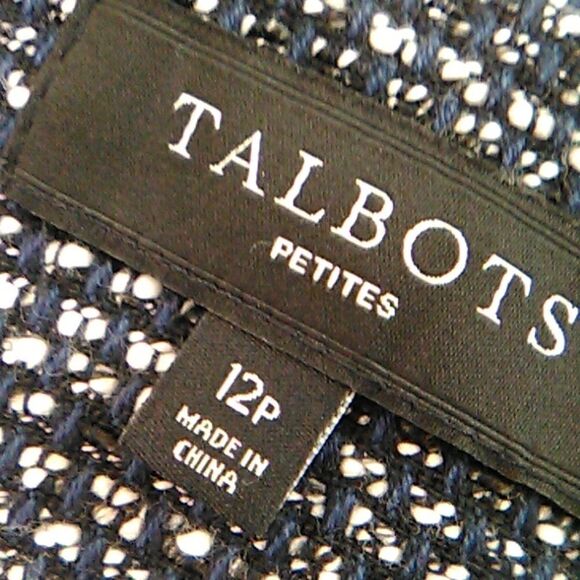 TALBOTS
PETITES
12P
MADE IN
CHINA